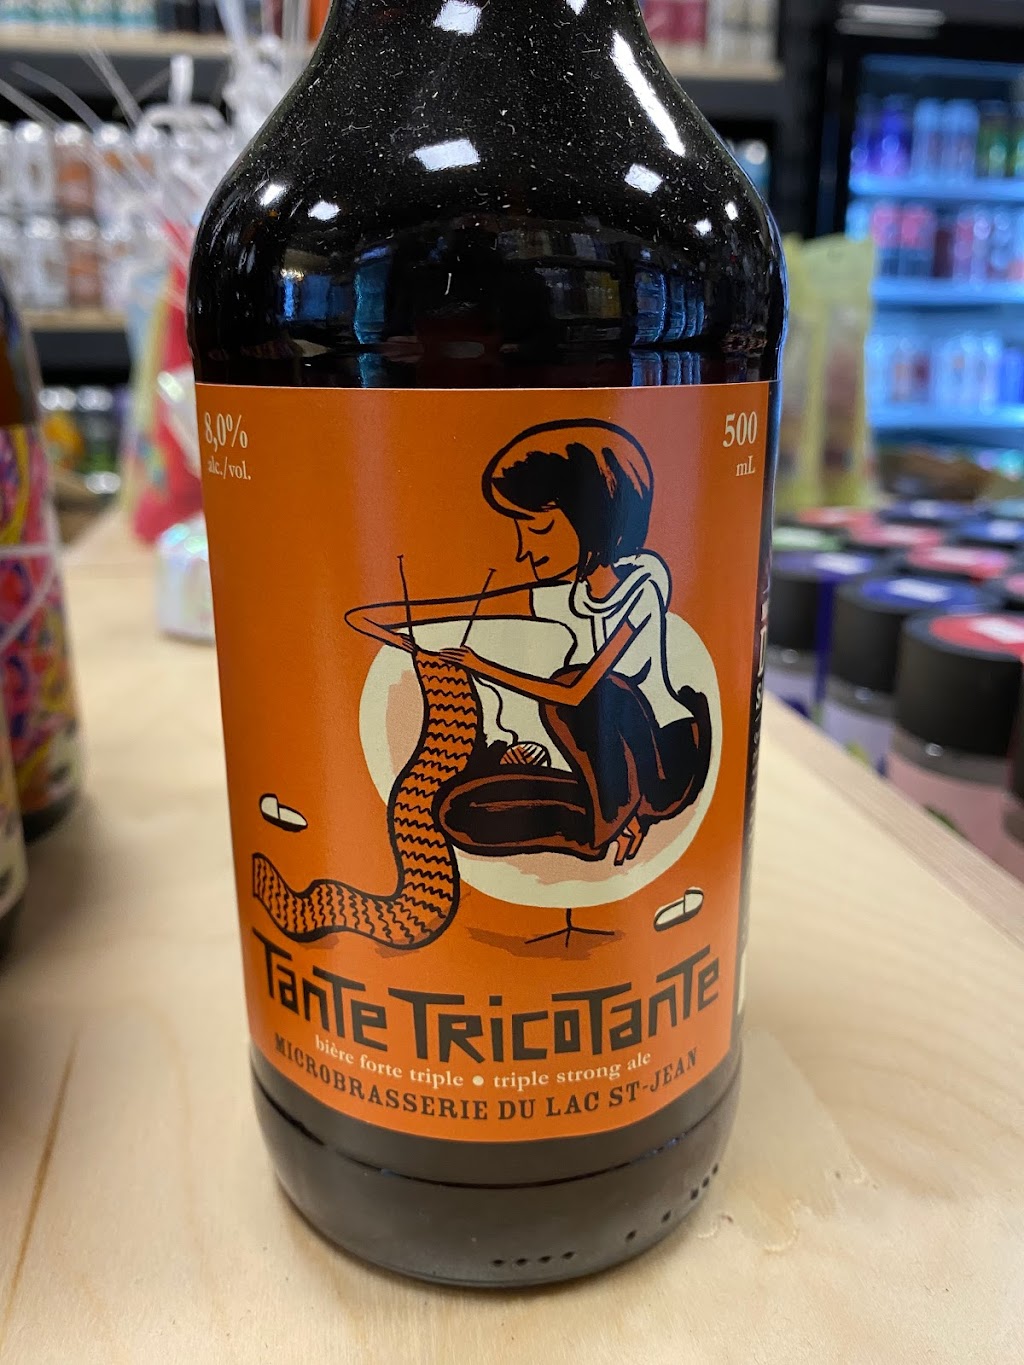 8,0%
alc./vol.
500
mL
TanTe TRicoTanTe
bière forte triple • triple strong ale
MICROBRASSERIE DU LAC ST-JEAN